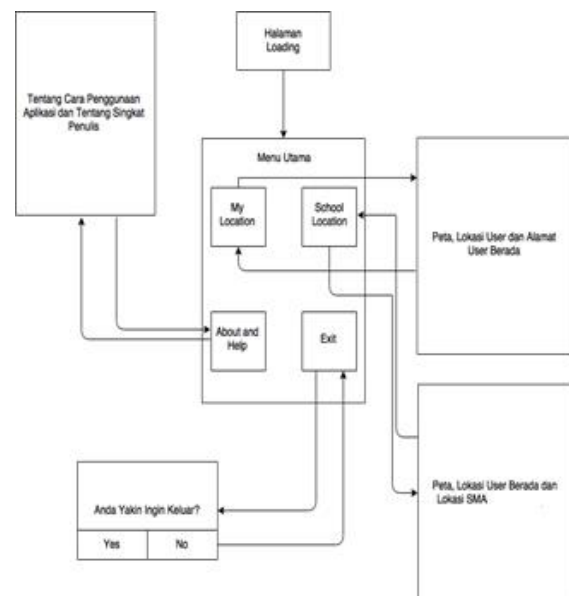 Halaman
Loading
Tentang Cara Penggunaan
Aplikasi dan Tentang Singkat
Penulis
Menu Utama
My
Location
School
Location
Peta, Lokasi User dan Alamat
User Berada
About and
Help
Exit
Peta, Lokasi User Berada dan
Lokasi SMA
Anda Yakin Ingin Keluar?
Yes
No